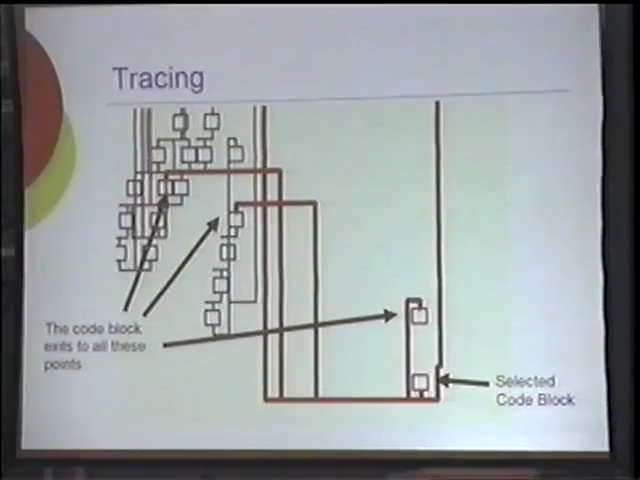 Tracing
The code block
exits to all these
points
Selected
Code Block